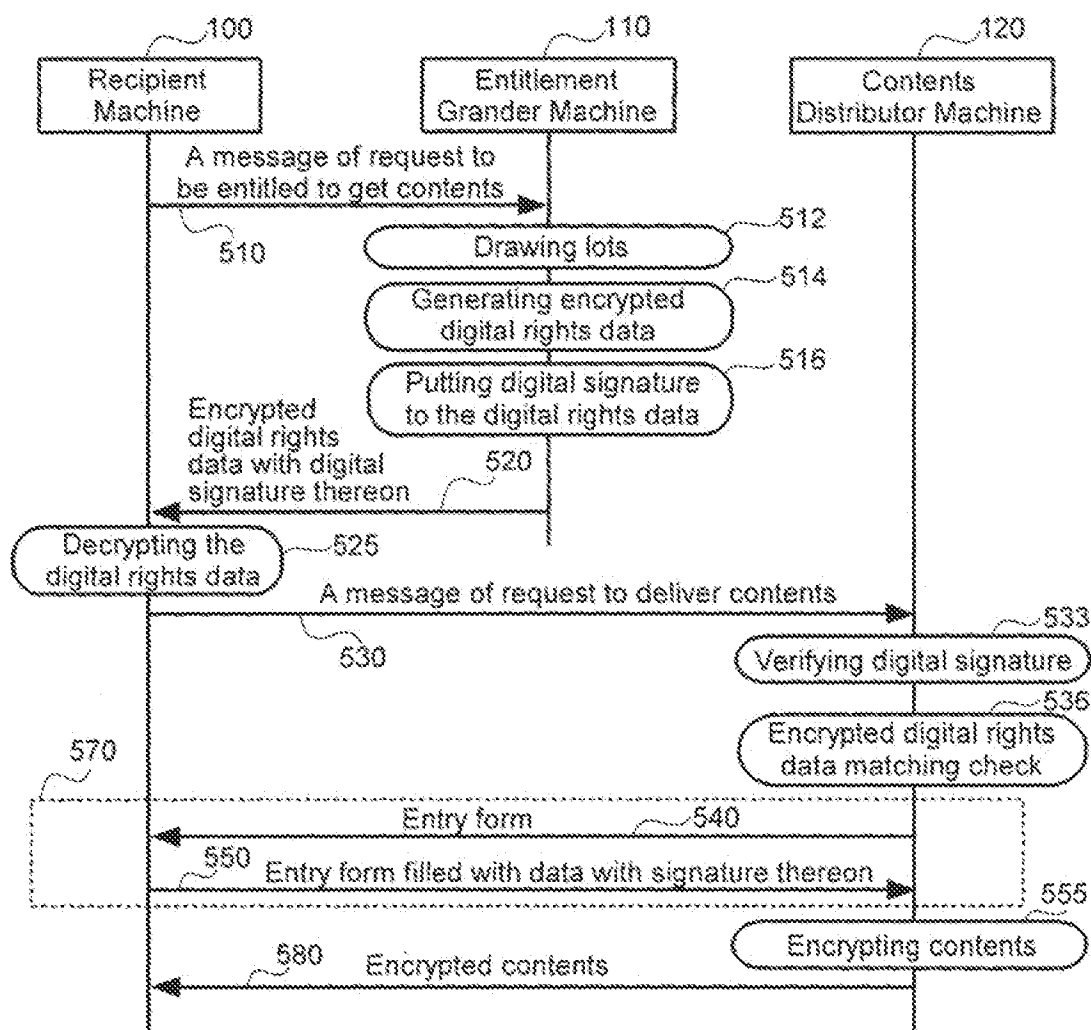 100
110
120
Recipient
Machine
Entitlement
Grander Machine
Contents
Distributor Machine
A message of request to
be entitled to get contents
510
512
Drawing lots
514
Generating encrypted
digital rights data
516
Putting digital signature
to the digital rights data
Encrypted
digital rights
data with digital
signature thereon
520
Decrypting the
digital rights data
525
A message of request to deliver contents
530
533
Verifying digital signature
536
Encrypted digital rights
data matching check
570
Entry form
540
550
Entry form filled with data with signature thereon
555
Encrypting contents
580
Encrypted contents